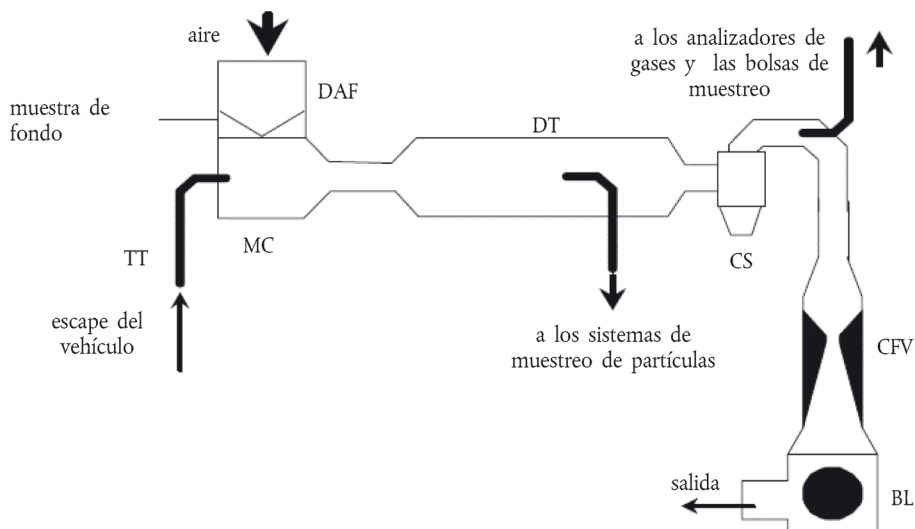 aire
a los analizadores de
gases y las bolsas de
muestreo
DAF
muestra de
fondo
DT
TT
MC
CS
escape del
vehículo
a los sistemas de
muestreo de partículas
CFV
salida
BL